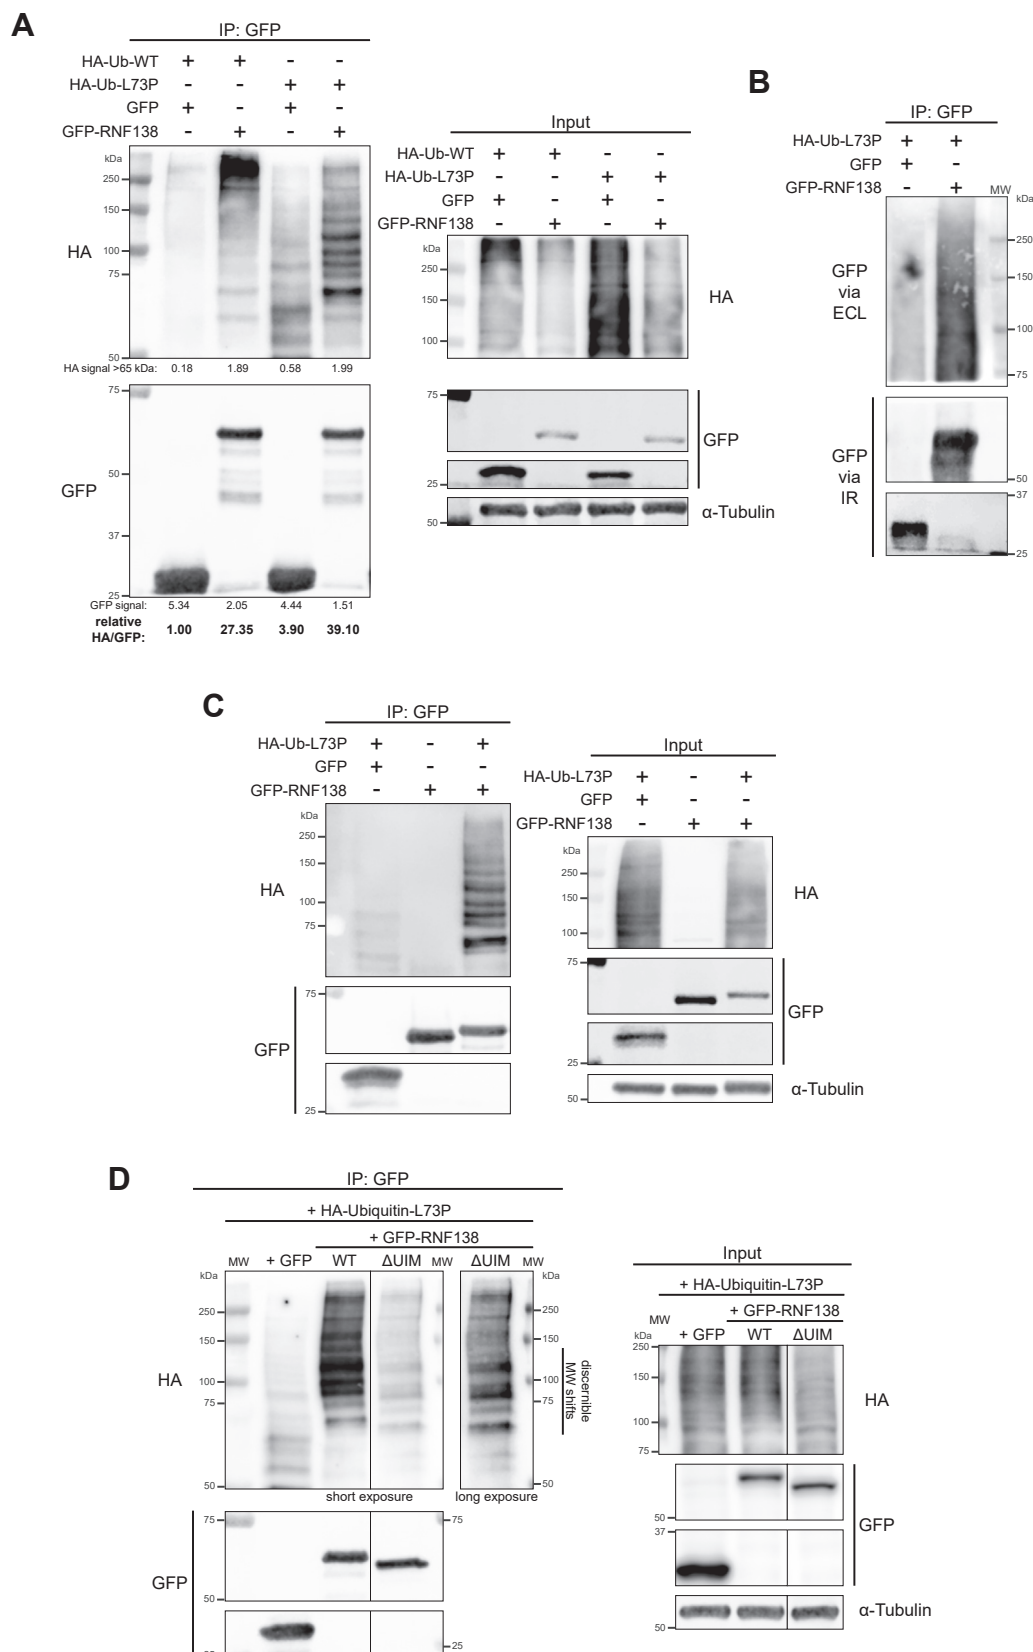 A
IP: GFP
HA-Ub-WT + + - -
HA-Ub-L73P - - + +
GFP + - + -
GFP-RNF138 - + - +
kDa
250
150
100
75
50
HA
HA signal >65 kDa: 0.18 1.89 0.58 1.99
75
50
37
25
GFP
GFP signal: 5.34 2.05 4.44 1.51
relative
HA/GFP: 1.00 27.35 3.90 39.10
Input
HA-Ub-WT + + - -
HA-Ub-L73P - - + +
GFP + - + -
GFP-RNF138 - + - +
kDa
250
150
100
HA
75
25
GFP
50
α-Tubulin
B
IP: GFP
HA-Ub-L73P + +
GFP + -
GFP-RNF138 - +
MW
kDa
250
150
100
75
GFP
via
ECL
50
37
25
GFP
via
IR
C
IP: GFP
HA-Ub-L73P + - +
GFP + - -
GFP-RNF138 - + +
kDa
250
150
100
75
HA
75
25
GFP
Input
HA-Ub-L73P + - +
GFP + - -
GFP-RNF138 - + +
kDa
250
150
100
HA
75
25
GFP
50
α-Tubulin
D
IP: GFP
+ HA-Ubiquitin-L73P
+ GFP-RNF138
MW + GFP WT ΔUIM MW ΔUIM MW
kDa
250
150
100
75
50
HA
kDa
250
150
100
75
50
discernible
MW shifts
short exposure long exposure
75
50
GFP
75
25
Input
+ HA-Ubiquitin-L73P
+ GFP-RNF138
MW
kDa + GFP WT ΔUIM
250
150
100
75
HA
50
37
GFP
50
α-Tubulin